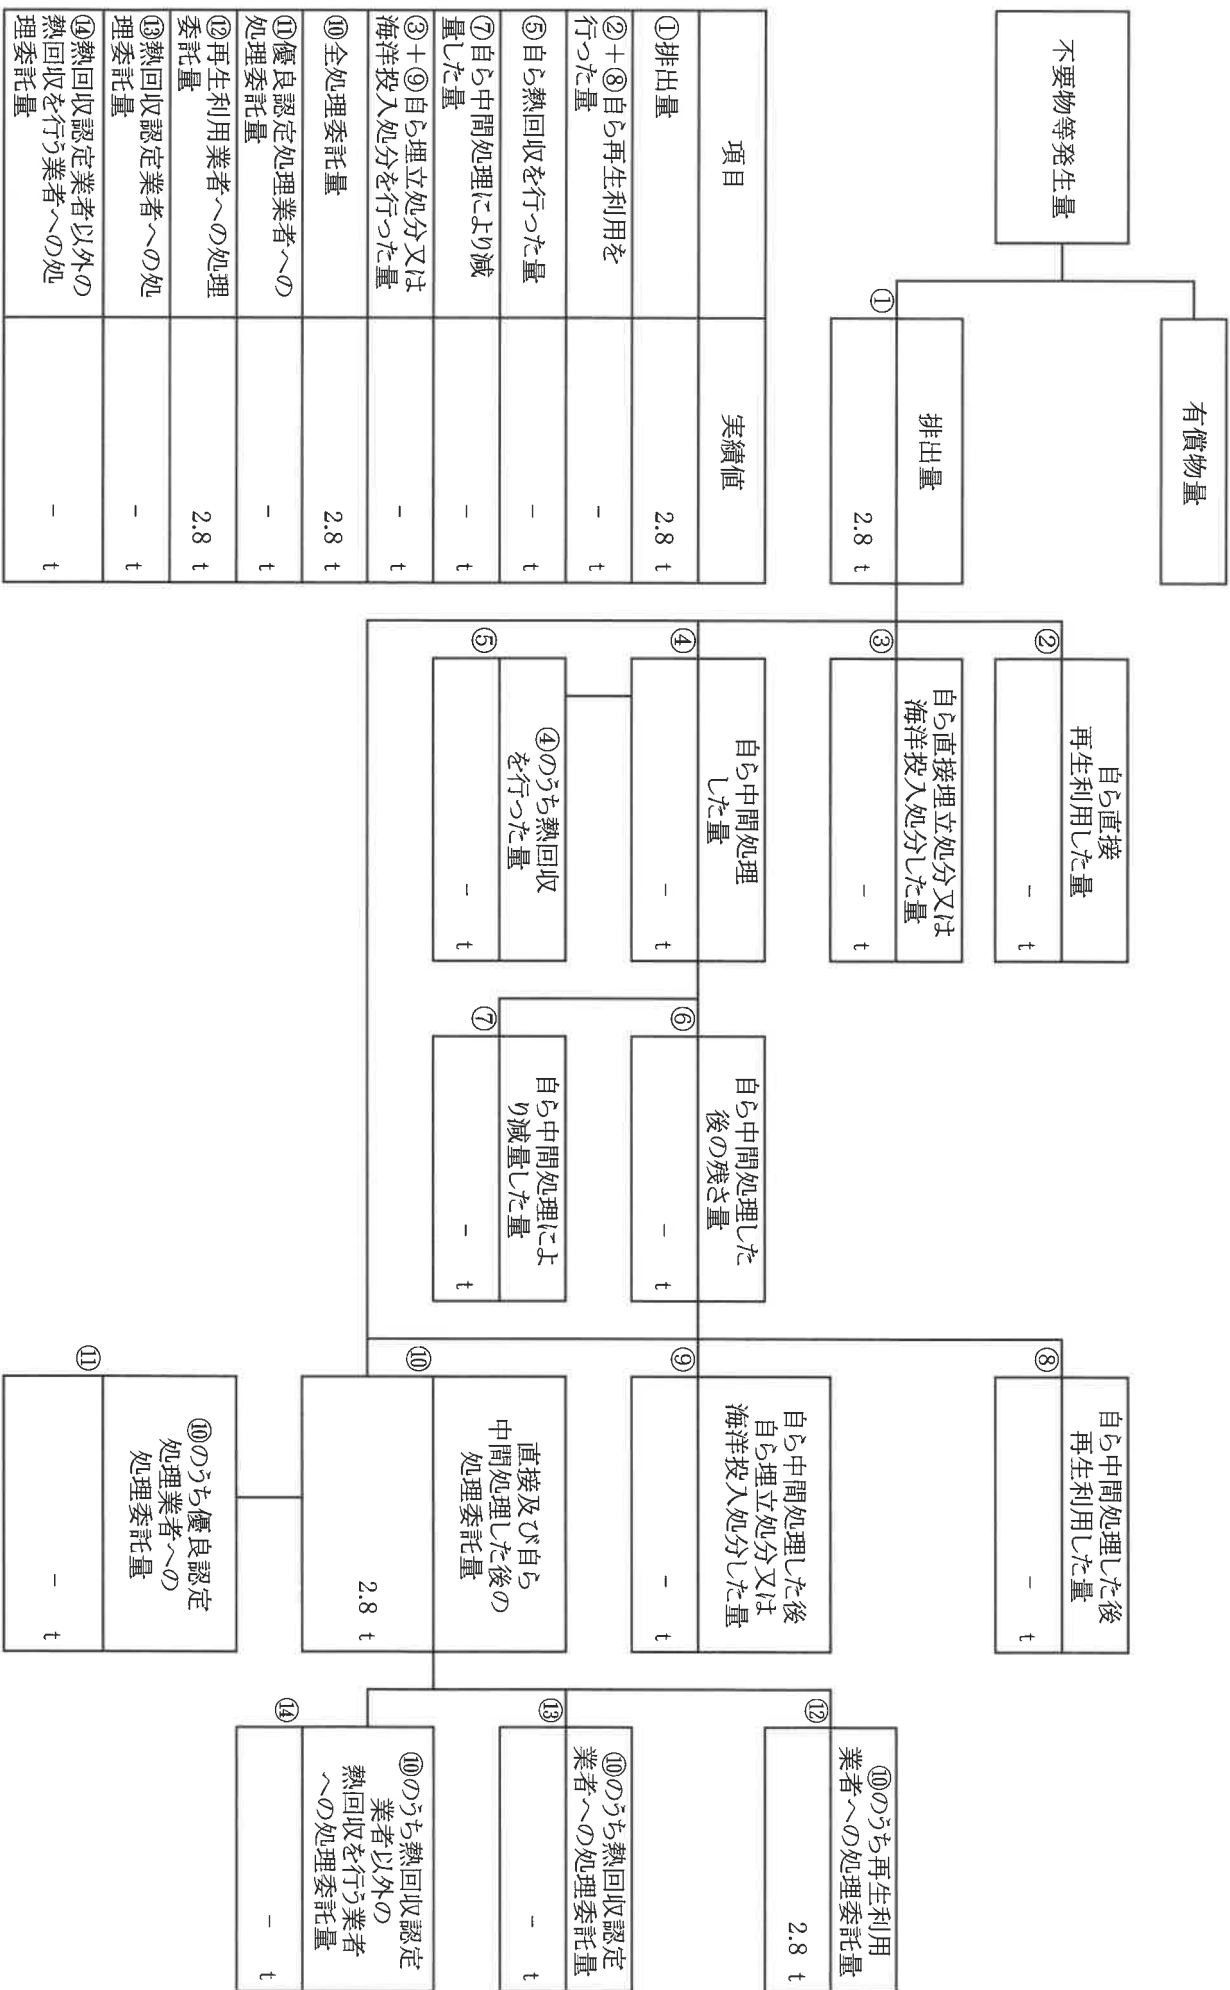 不要物等発生量
有償物量
①
排出量
2.8 t
②
自ら直接
再生利用した量
- t
③
自ら直接埋立処分又は
海洋投入処分した量
- t
④
自ら中間処理
した量
- t
⑤
④のうち熱回収
を行った量
- t
⑥
自ら中間処理した
後の残さ量
- t
⑦
自ら中間処理によ
り減量した量
- t
⑧
自ら中間処理した後
再生利用した量
- t
⑨
自ら中間処理した後
自ら埋立処分又は
海洋投入処分した量
- t
⑩
直接及び自ら
中間処理した後の
処理委託量
2.8 t
⑪
⑩のうち優良認定
処理業者への
処理委託量
- t
⑫
⑩のうち再生利用
業者への処理委託量
2.8 t
⑬
⑩のうち熱回収認定
業者への処理委託量
- t
⑭
⑩のうち熱回収認定
業者以外の
熱回収を行う業者
への処理委託量
- t
項目 実績値
①排出量 2.8 t
②+⑧自ら再生利用を
行った量
- t
⑤自ら熱回収を行った量 - t
⑦自ら中間処理により減
量した量
- t
③+⑨自ら埋立処分又は
海洋投入処分を行った量
- t
⑩全処理委託量 2.8 t
⑪優良認定処理業者への
処理委託量
- t
⑫再生利用業者への処理
委託量
2.8 t
⑬熱回収認定業者への処
理委託量
- t
⑭熱回収認定業者以外の
熱回収を行う業者への処
理委託量
- t